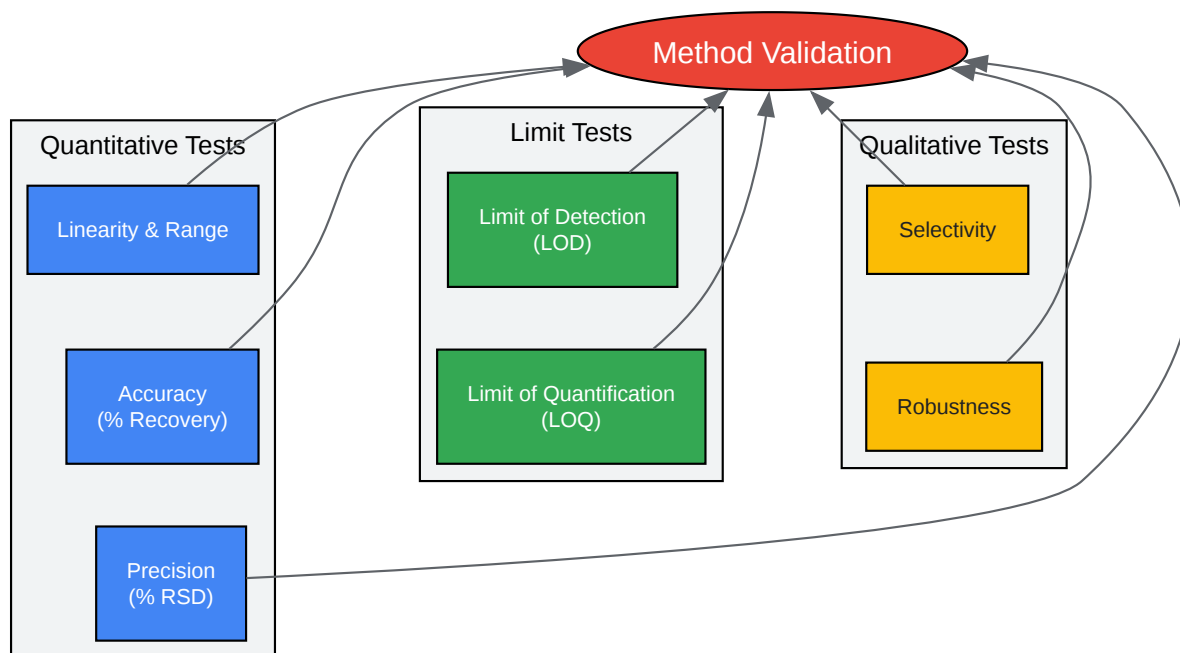 Method Validation
Quantitative Tests
Linearity & Range
Accuracy
(% Recovery)
Precision
(% RSD)
Limit Tests
Limit of Detection
(LOD)
Limit of Quantification
(LOQ)
Qualitative Tests
Selectivity
Robustness